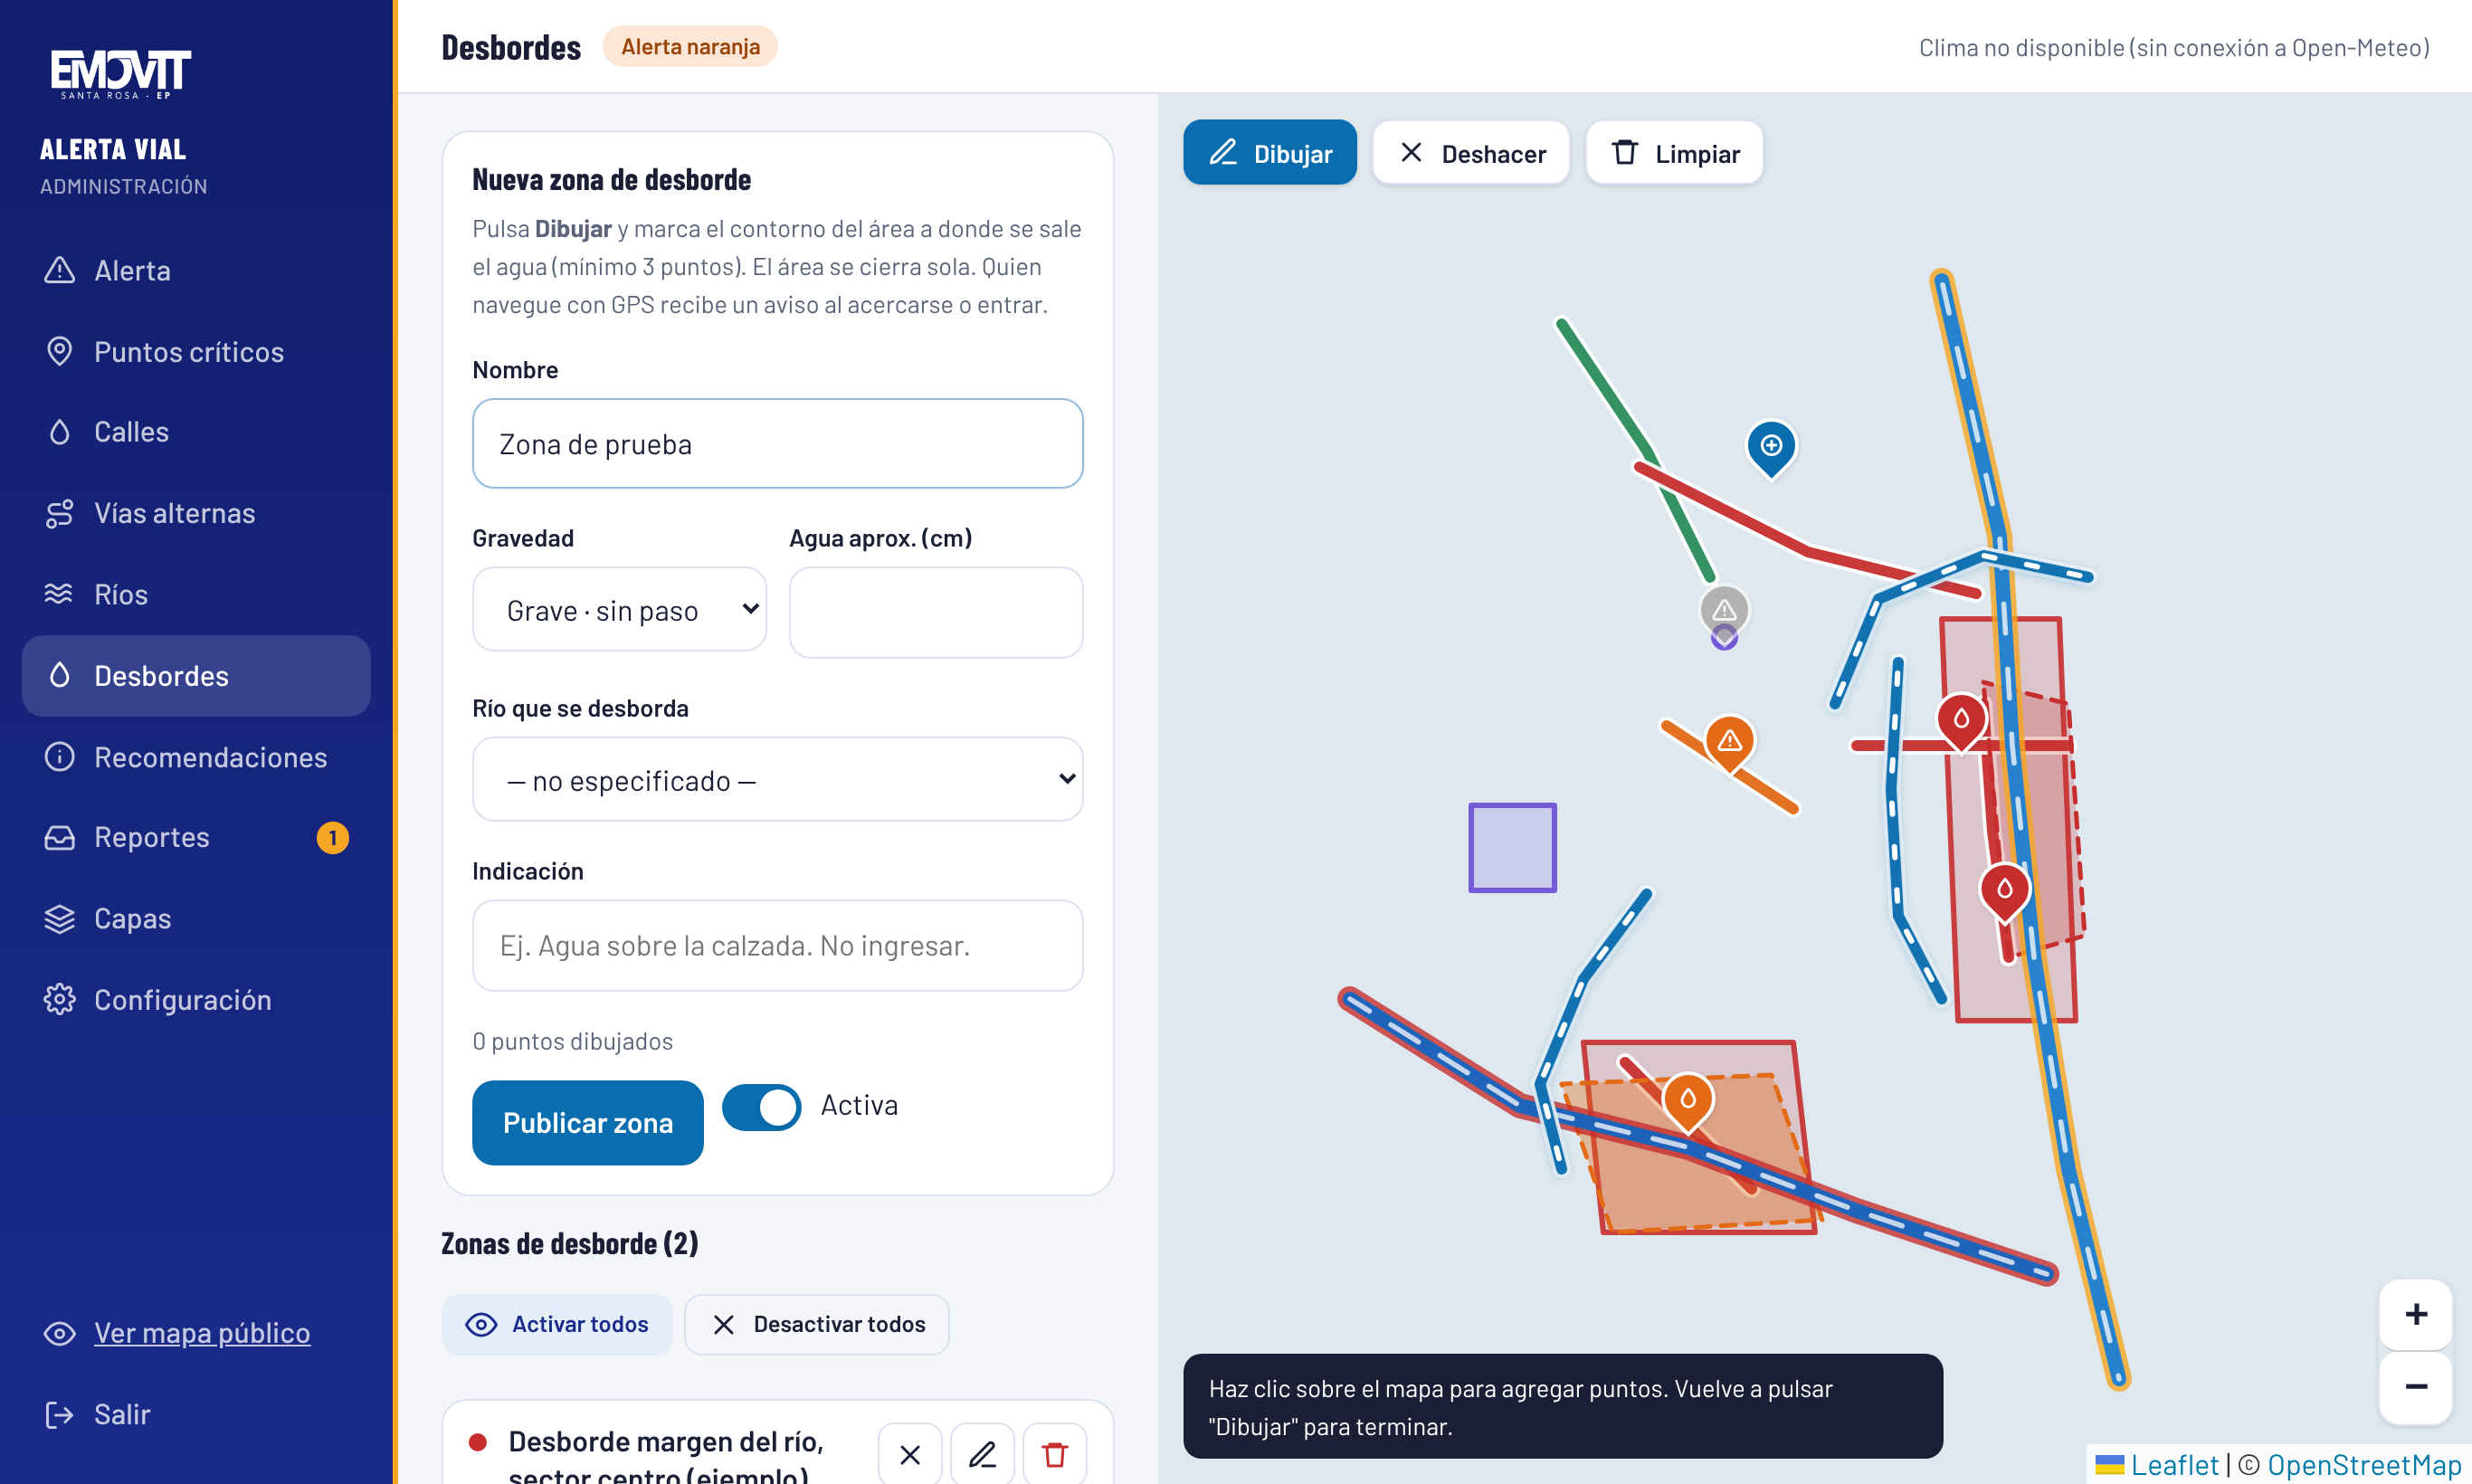 EMOVTT
SANTA ROSA - EP
ALERTA VIAL
ADMINISTRACIÓN
Alerta
Puntos críticos
Calles
Vías alternas
Ríos
Desbordes
Recomendaciones
Reportes 1
Capas
Configuración
Ver mapa público
Salir
Desbordes Alerta naranja
Clima no disponible (sin conexión a Open-Meteo)
Nueva zona de desborde
Pulsa Dibujar y marca el contorno del área a donde se sale
el agua (mínimo 3 puntos). El área se cierra sola. Quien
navegue con GPS recibe un aviso al acercarse o entrar.
Nombre
Zona de prueba
Gravedad Agua aprox. (cm)
Grave · sin paso
Río que se desborda
— no especificado —
Indicación
Ej. Agua sobre la calzada. No ingresar.
0 puntos dibujados
Publicar zona Activa
Zonas de desborde (2)
Activar todos Desactivar todos
Desborde margen del río,
sector centro (ejemplo)
Dibujar Deshacer Limpiar
+
−
Haz clic sobre el mapa para agregar puntos. Vuelve a pulsar
"Dibujar" para terminar.
Leaflet | © OpenStreetMap